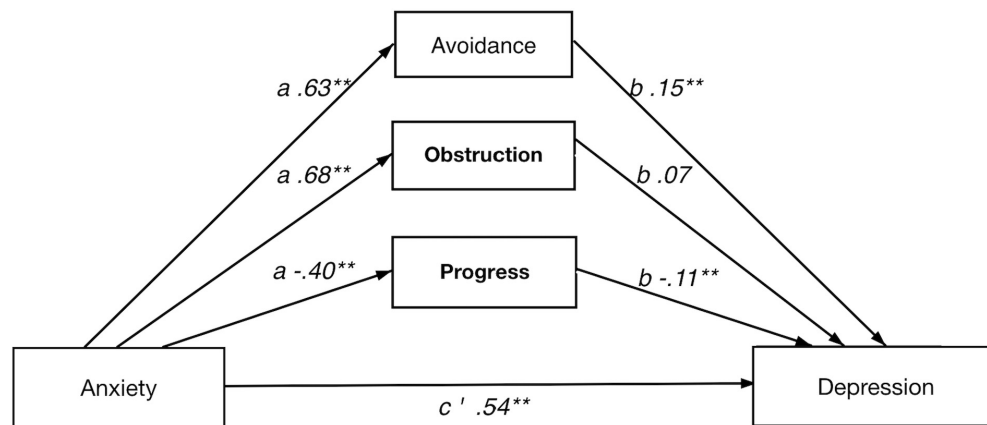 Avoidance
a .63**
b .15**
Obstruction
a .68**
b .07
Progress
a -.40**
b -.11**
Anxiety
Depression
c ' .54**